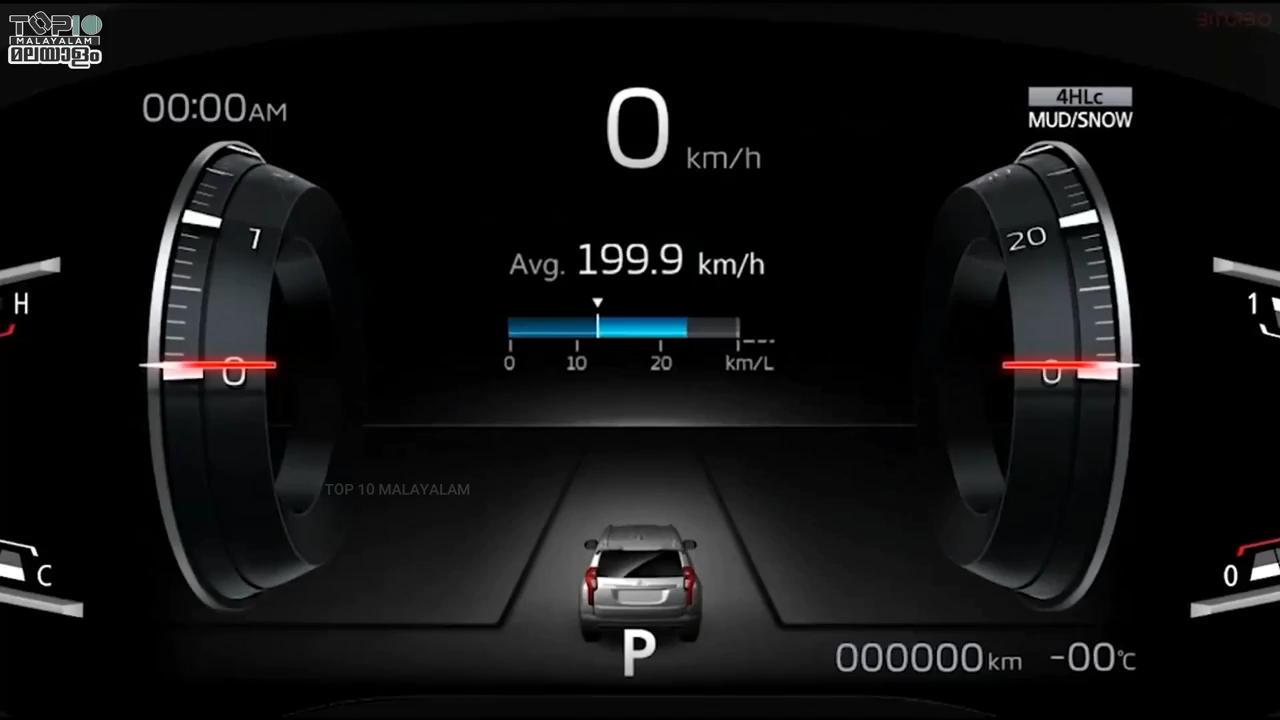 TOP10
MALAYALAM
മലയാളം
00:00AM
0 km/h
4HLc
MUD/SNOW
Avg. 199.9 km/h
0 10 20 km/L
7
0
20
0
H
C
1
0
TOP 10 MALAYALAM
P
000000km -00°C